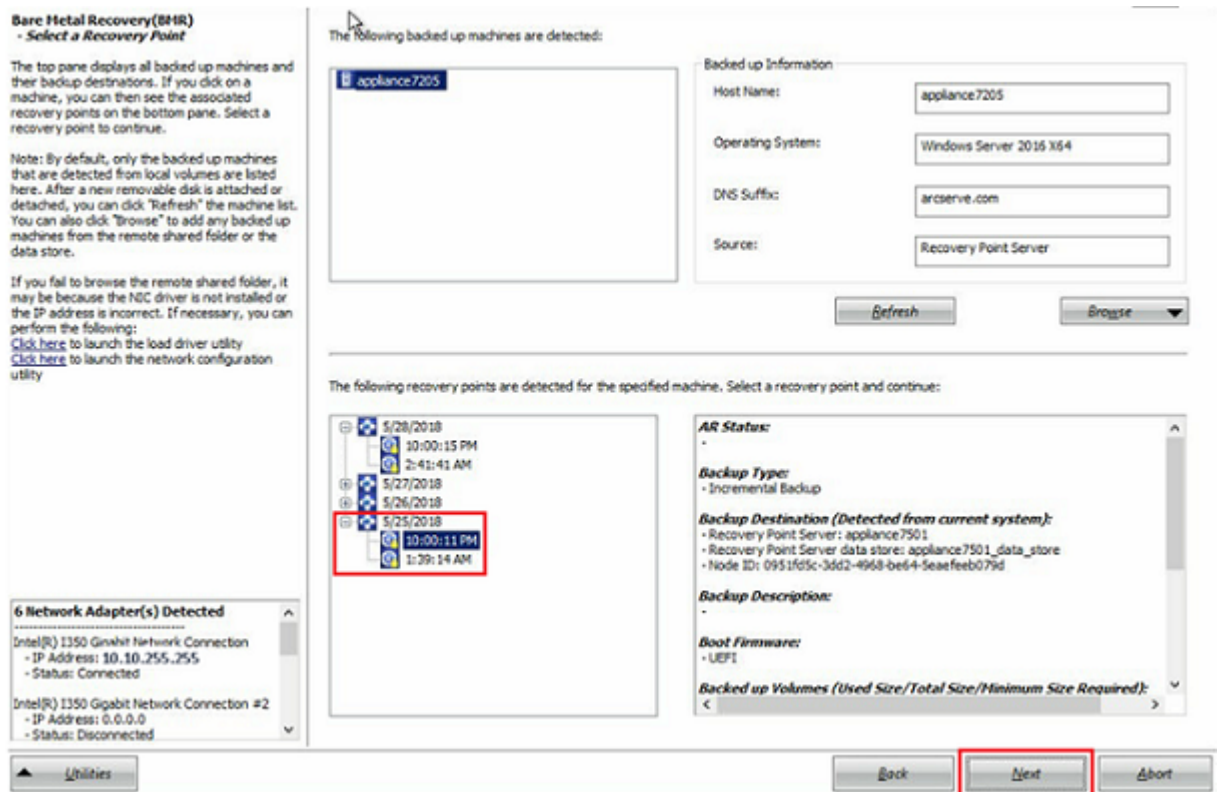 Bare Metal Recovery(BMR)
- Select a Recovery Point
The top pane displays all backed up machines and
their backup destinations. If you click on a
machine, you can then see the associated
recovery points on the bottom pane. Select a
recovery point to continue.
Note: By default, only the backed up machines
that are detected from local volumes are listed
here. After a new removable disk is attached or
detached, you can click "Refresh" the machine list.
You can also click "Browse" to add any backed up
machines from the remote shared folder or the
data store.
If you fail to browse the remote shared folder, it
may be because the NIC driver is not installed or
the IP address is incorrect. If necessary, you can
perform the following:
Click here to launch the load driver utility
Click here to launch the network configuration
utility
6 Network Adapter(s) Detected
----------------------------------
Intel(R) I350 Gigabit Network Connection
- IP Address: 10.10.255.255
- Status: Connected
Intel(R) I350 Gigabit Network Connection #2
- IP Address: 0.0.0.0
- Status: Disconnected
The following backed up machines are detected:
appliance7205
Backed up Information
Host Name: appliance7205
Operating System: Windows Server 2016 X64
DNS Suffix: arcserve.com
Source: Recovery Point Server
Refresh
Browse
The following recovery points are detected for the specified machine. Select a recovery point and continue:
5/28/2018
10:00:15 PM
2:41:41 AM
5/27/2018
5/26/2018
5/25/2018
10:00:11 PM
1:39:14 AM
AR Status:
-
Backup Type:
- Incremental Backup
Backup Destination (Detected from current system):
- Recovery Point Server: appliance7501
- Recovery Point Server data store: appliance7501_data_store
- Node ID: 0951fd5c-3dd2-4968-be64-5eaefeeb079d
Backup Description:
-
Boot Firmware:
- UEFI
Backed up Volumes (Used Size/Total Size/Minimum Size Required):
Utilities
Back
Next
Abort